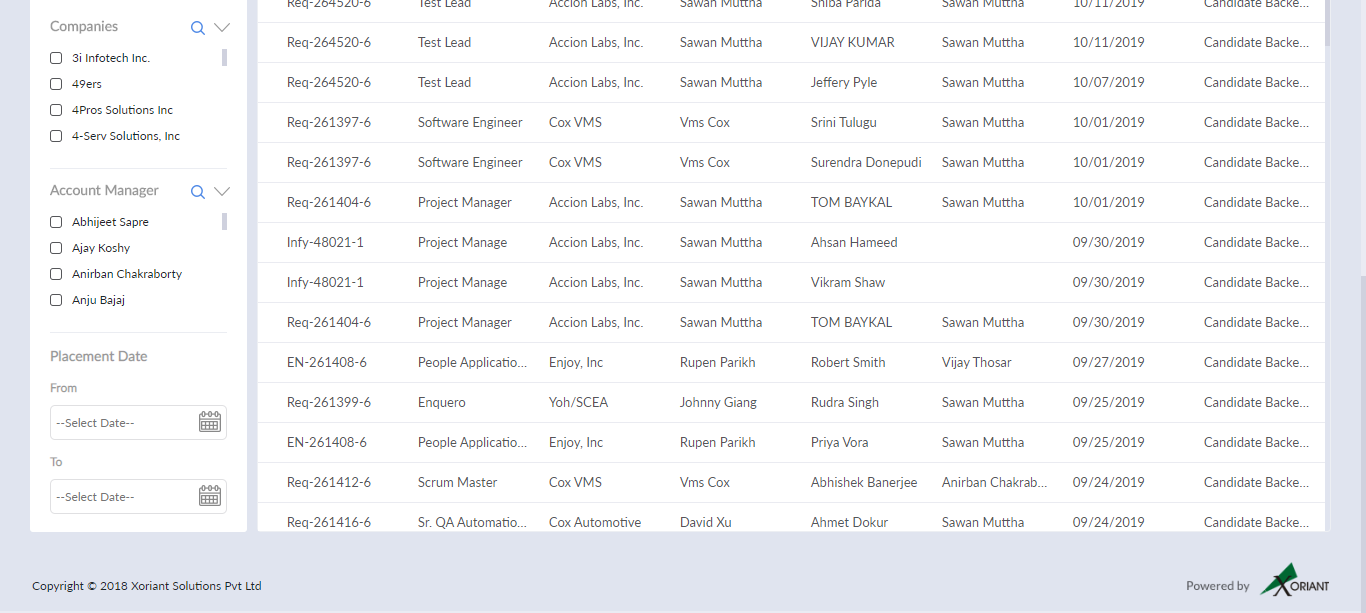 Companies
3i Infotech Inc.
49ers
4Pros Solutions Inc
4-Serv Solutions, Inc
Account Manager
Abhijeet Sapre
Ajay Koshy
Anirban Chakraborty
Anju Bajaj
Placement Date
From
--Select Date--
To
--Select Date--
Req-264520-6 Test Lead Accion Labs, Inc. Sawan Muttha Shiba Parida Sawan Muttha 10/11/2019 Candidate Backe...
Req-264520-6 Test Lead Accion Labs, Inc. Sawan Muttha VIJAY KUMAR Sawan Muttha 10/11/2019 Candidate Backe...
Req-264520-6 Test Lead Accion Labs, Inc. Sawan Muttha Jeffery Pyle Sawan Muttha 10/07/2019 Candidate Backe...
Req-261397-6 Software Engineer Cox VMS Vms Cox Srini Tulugu Sawan Muttha 10/01/2019 Candidate Backe...
Req-261397-6 Software Engineer Cox VMS Vms Cox Surendra Donepudi Sawan Muttha 10/01/2019 Candidate Backe...
Req-261404-6 Project Manager Accion Labs, Inc. Sawan Muttha TOM BAYKAL Sawan Muttha 10/01/2019 Candidate Backe...
Infy-48021-1 Project Manage Accion Labs, Inc. Sawan Muttha Ahsan Hameed 09/30/2019 Candidate Backe...
Infy-48021-1 Project Manage Accion Labs, Inc. Sawan Muttha Vikram Shaw 09/30/2019 Candidate Backe...
Req-261404-6 Project Manager Accion Labs, Inc. Sawan Muttha TOM BAYKAL Sawan Muttha 09/30/2019 Candidate Backe...
EN-261408-6 People Applicatio... Enjoy, Inc Rupen Parikh Robert Smith Vijay Thosar 09/27/2019 Candidate Backe...
Req-261399-6 Enquero Yoh/SCEA Johnny Giang Rudra Singh Sawan Muttha 09/25/2019 Candidate Backe...
EN-261408-6 People Applicatio... Enjoy, Inc Rupen Parikh Priya Vora Sawan Muttha 09/25/2019 Candidate Backe...
Req-261412-6 Scrum Master Cox VMS Vms Cox Abhishek Banerjee Anirban Chakrab... 09/24/2019 Candidate Backe...
Req-261416-6 Sr. QA Automatio... Cox Automotive David Xu Ahmet Dokur Sawan Muttha 09/24/2019 Candidate Backe...
Copyright © 2018 Xoriant Solutions Pvt Ltd
Powered by XORIANT